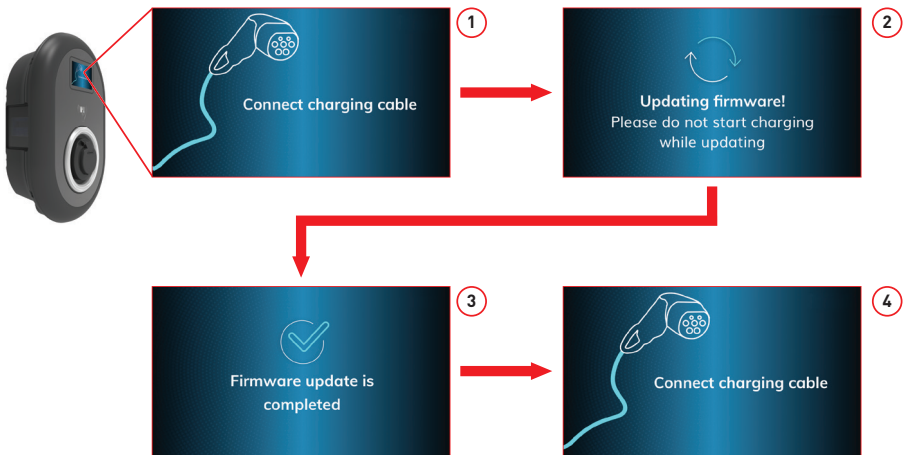 1
Connect charging cable
2
Updating firmware!
Please do not start charging
while updating
3
Firmware update is
completed
4
Connect charging cable